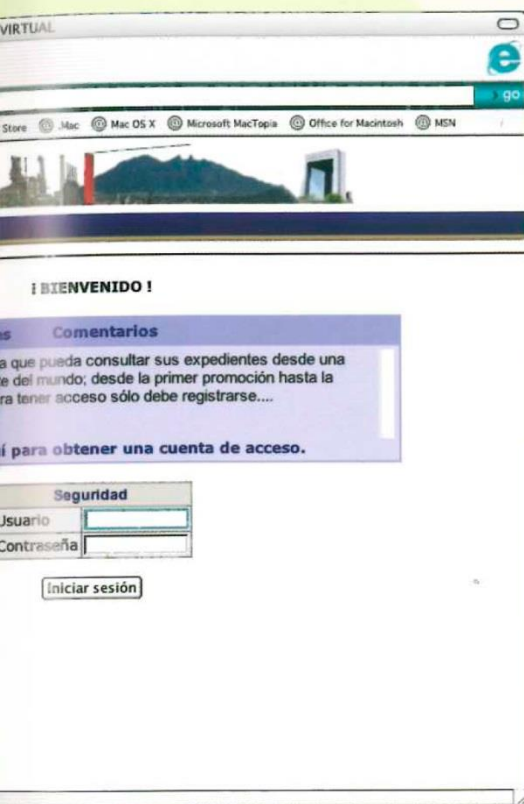 VIRTUAL
go
Store @ .Mac @ Mac OS X @ Microsoft MacTopia @ Office for Macintosh @ MSN
¡ BIENVENIDO !
as Comentarios
a que pueda consultar sus expedientes desde una
te del mundo; desde la primer promoción hasta la
ra tener acceso sólo debe registrarse....
í para obtener una cuenta de acceso.
Seguridad
Usuario
Contraseña
Iniciar sesión